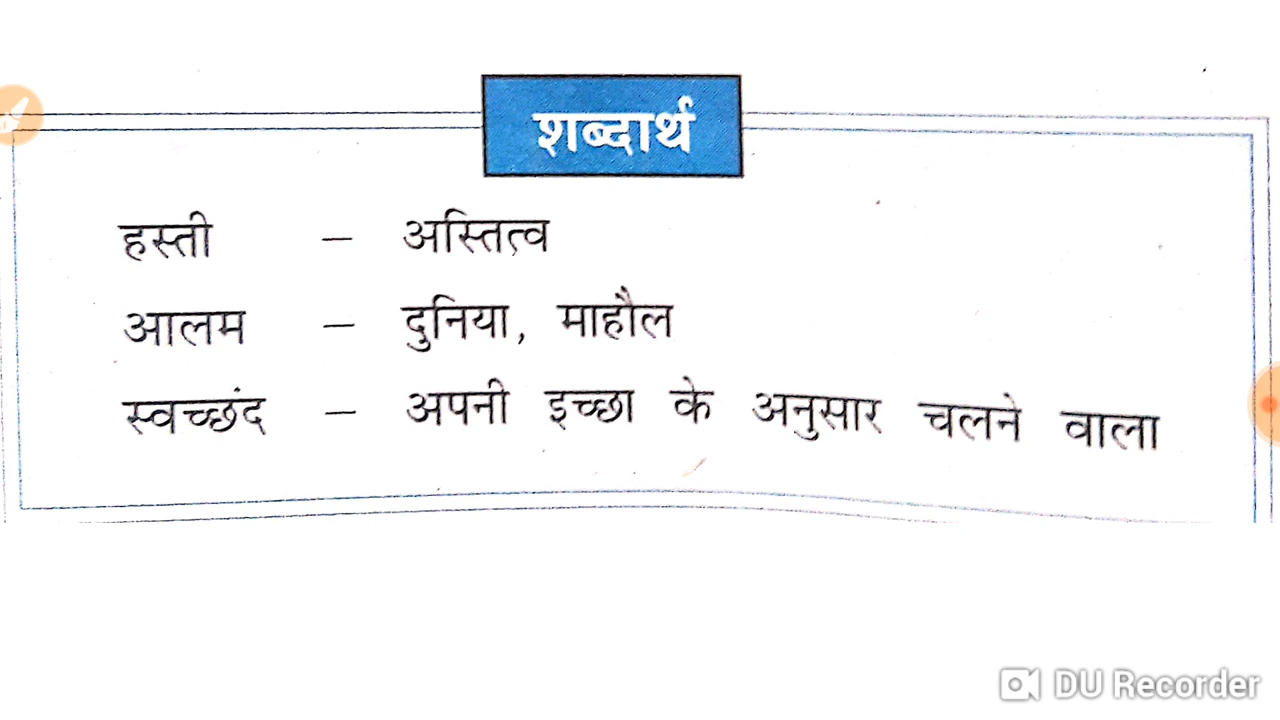 शब्दार्थ
हस्ती – अस्तित्व
आलम – दुनिया, माहौल
स्वच्छंद – अपनी इच्छा के अनुसार चलने वाला
DU Recorder